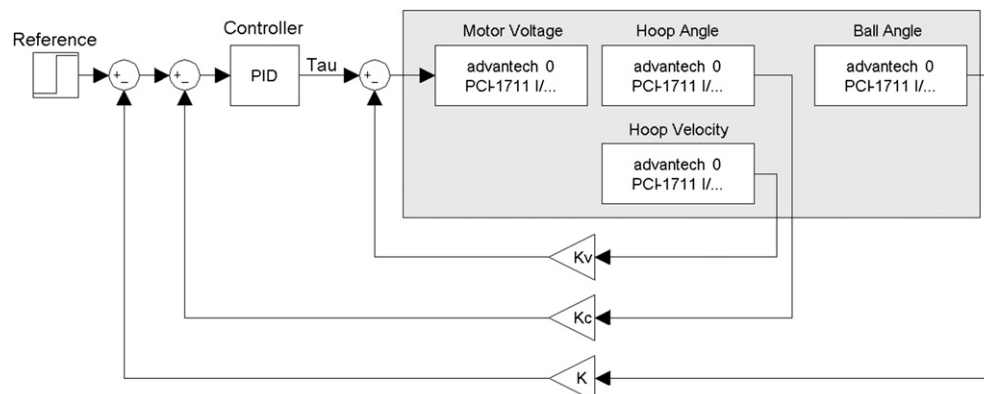 Reference
+
−
+
−
Controller
PID
Tau
+
−
Motor Voltage
advantech 0
PCI-1711 I/...
Hoop Angle
advantech 0
PCI-1711 I/...
Ball Angle
advantech 0
PCI-1711 I/...
Hoop Velocity
advantech 0
PCI-1711 I/...
Kv
Kc
K